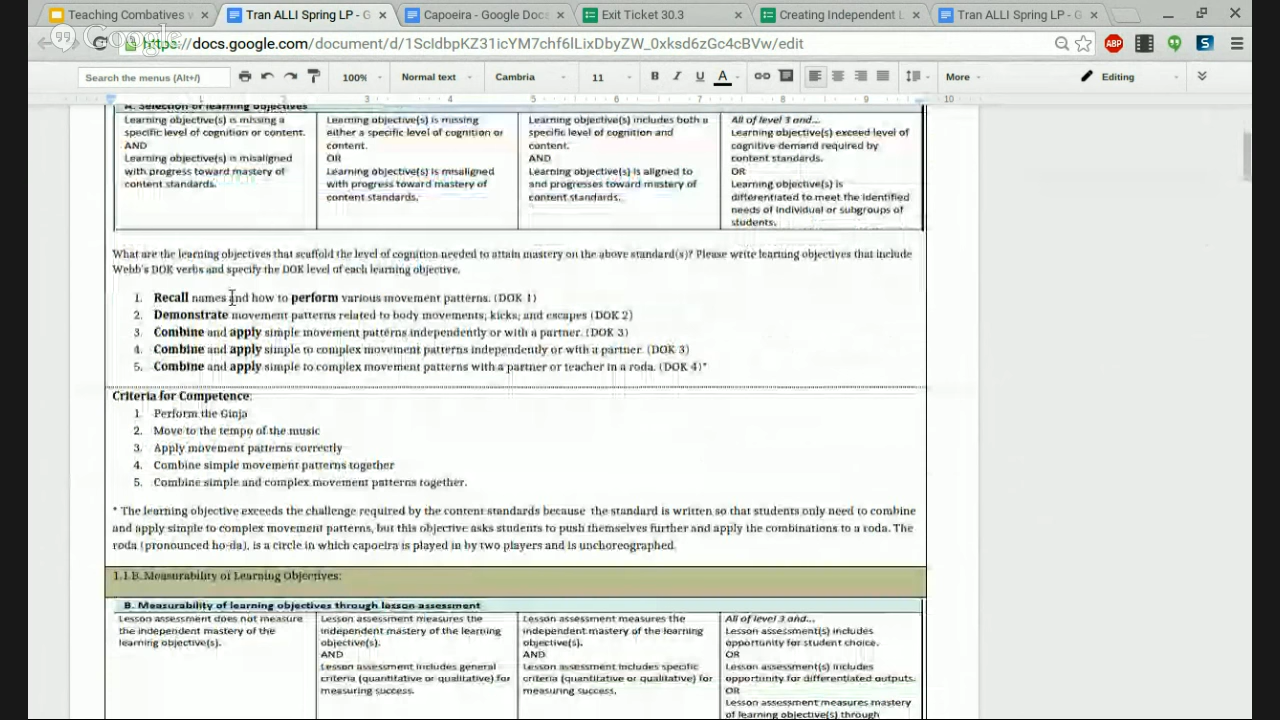 Teaching Combatives
Tran ALLI Spring LP - G
Capoeira - Google Docs
Exit Ticket 30.3
Creating Independent L
Tran ALLI Spring LP - G
Google
https://docs.google.com/document/d/1ScIdbpKZ31icYM7chf6lLixDbyZW_0xksd6zGc4cBVw/edit
ABP
Search the menus (Alt+/)
100%
Normal text
Cambria
11
B I U A
More
Editing
1 2 3 4 5 6 7 8 9 10
A. Selection of learning objectives
Learning objective(s) is missing a
specific level of cognition or content.
AND
Learning objective(s) is misaligned
with progress toward mastery of
content standards.
Learning objective(s) is missing
either a specific level of cognition or
content.
OR
Learning objective(s) is misaligned
with progress toward mastery of
content standards.
Learning objective(s) includes both a
specific level of cognition and
content.
AND
Learning objective(s) is aligned to
and progresses toward mastery of
content standards.
All of level 3 and...
Learning objective(s) exceed level of
cognitive demand required by
content standards.
OR
Learning objective(s) is
differentiated to meet the identified
needs of individual or subgroups of
students.
What are the learning objectives that scaffold the level of cognition needed to attain mastery on the above standard(s)? Please write learning objectives that include
Webb's DOK verbs and specify the DOK level of each learning objective.
1. Recall names and how to perform various movement patterns. (DOK 1)
2. Demonstrate movement patterns related to body movements, kicks, and escapes (DOK 2)
3. Combine and apply simple movement patterns independently or with a partner. (DOK 3)
4. Combine and apply simple to complex movement patterns independently or with a partner. (DOK 3)
5. Combine and apply simple to complex movement patterns with a partner or teacher in a roda. (DOK 4)*
Criteria for Competence:
1. Perform the Ginja
2. Move to the tempo of the music
3. Apply movement patterns correctly
4. Combine simple movement patterns together
5. Combine simple and complex movement patterns together.
* The learning objective exceeds the challenge required by the content standards because the standard is written so that students only need to combine
and apply simple to complex movement patterns, but this objective asks students to push themselves further and apply the combinations to a roda. The
roda (pronounced ho-da), is a circle in which capoeira is played in by two players and is unchoreographed.
1.1.B. Measurability of Learning Objectives:
B. Measurability of learning objectives through lesson assessment
Lesson assessment does not measure
the independent mastery of the
learning objective(s).
Lesson assessment measures the
independent mastery of the learning
objective(s).
AND
Lesson assessment includes general
criteria (quantitative or qualitative) for
measuring success.
Lesson assessment measures the
independent mastery of the learning
objective(s).
AND
Lesson assessment includes specific
criteria (quantitative or qualitative) for
measuring success.
All of level 3 and...
Lesson assessment(s) includes
opportunity for student choice.
OR
Lesson assessment(s) includes
opportunity for differentiated outputs.
OR
Lesson assessment measures mastery
of learning objective(s) through